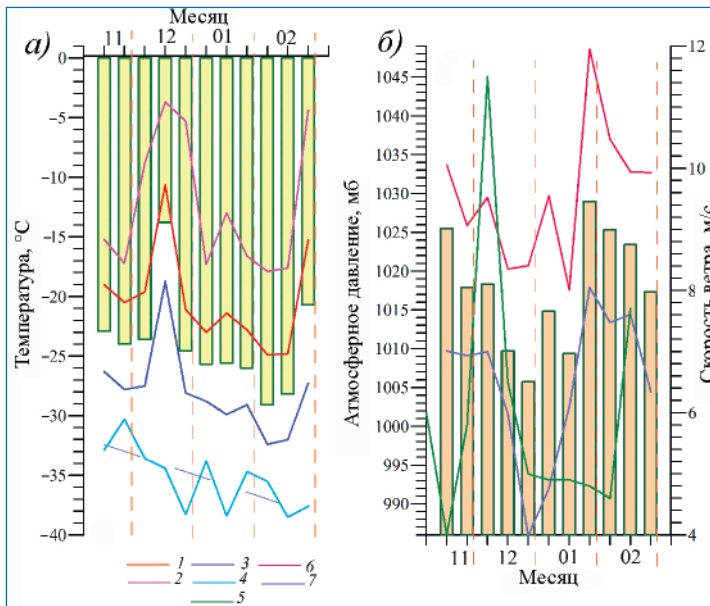 Месяц
а)
11 12 01 02
0
−5
−10
−15
−20
−25
−30
−35
−40
Температура, °С
1 3 6
2 4 7
5
б)
1045
1040
1035
1030
1025
1020
1015
1010
1005
1000
995
990
Атмосферное давление, мб
12
10
8
6
4
Скорость ветра, м/с
11 12 01 02
Месяц